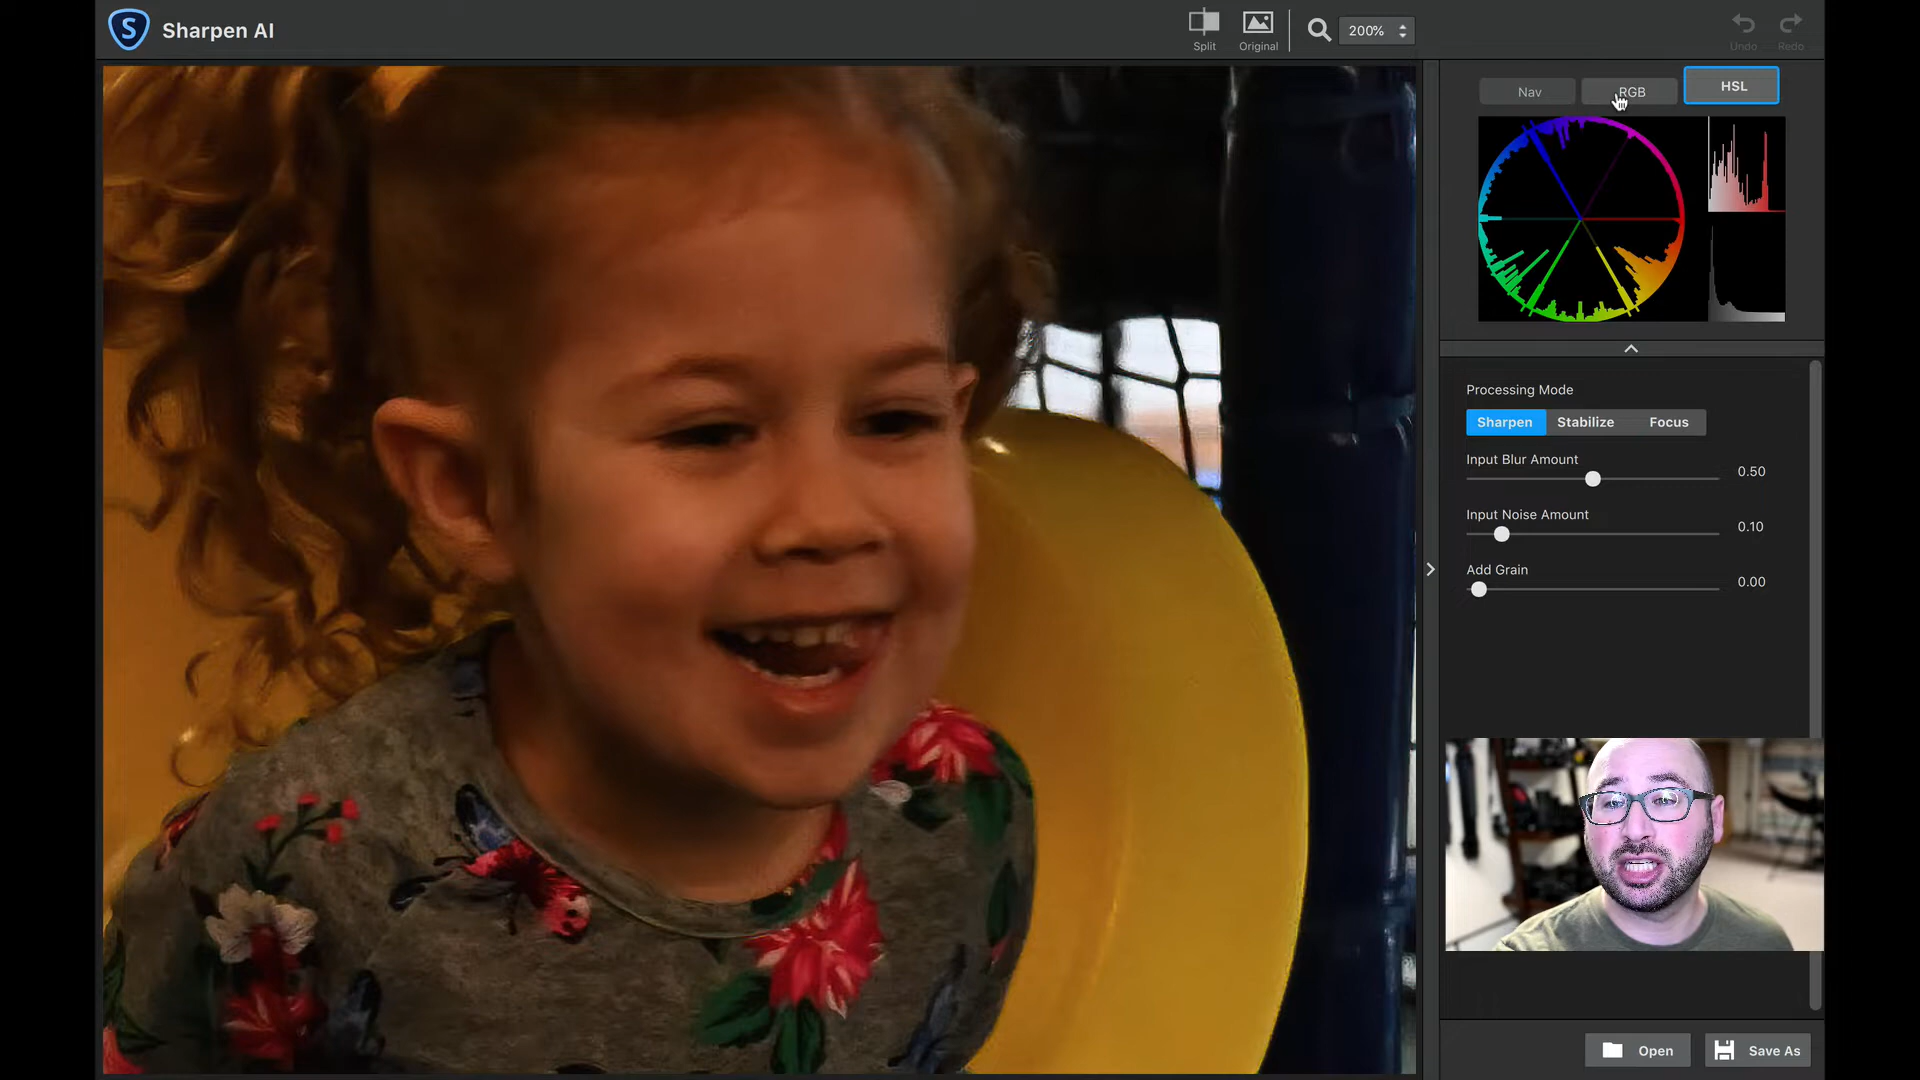 Sharpen AI
Split
Original
200%
Undo
Redo
Nav
RGB
HSL
Processing Mode
Sharpen
Stabilize
Focus
Input Blur Amount
0.50
Input Noise Amount
0.10
Add Grain
0.00
Open
Save As